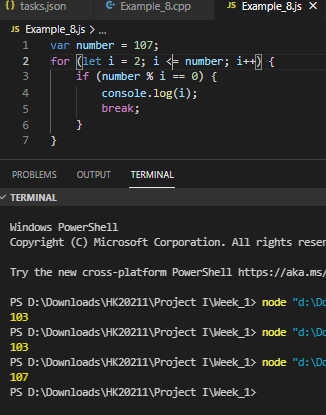 tasks.json
Example_8.cpp
JS Example_8.js
JS Example_8.js > ...
1 var number = 107;
2 for (let i = 2; i <= number; i++) {
3 if (number % i == 0) {
4 console.log(i);
5 break;
6 }
7 }
PROBLEMS OUTPUT TERMINAL
TERMINAL
Windows PowerShell
Copyright (C) Microsoft Corporation. All rights reser
Try the new cross-platform PowerShell https://aka.ms/
PS D:\Downloads\HK20211\Project I\Week_1> node "d:\Do
103
PS D:\Downloads\HK20211\Project I\Week_1> node "d:\Do
103
PS D:\Downloads\HK20211\Project I\Week_1> node "d:\Do
107
PS D:\Downloads\HK20211\Project I\Week_1>